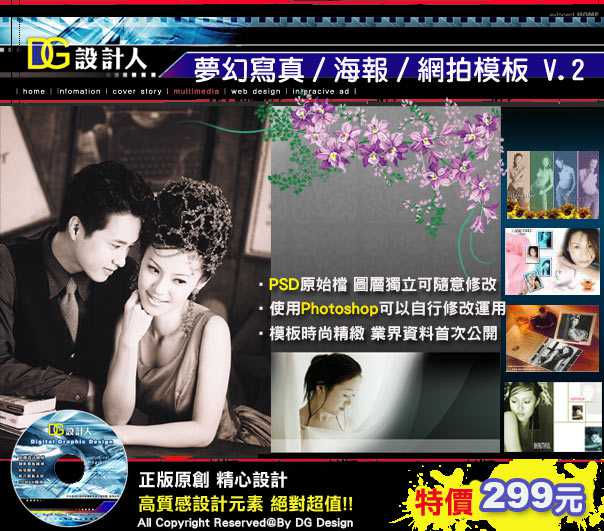 DG 設計人
夢幻寫真 / 海報 / 網拍模板 V.2
| home | infomation | cover story | multimedia | web design | interacive ad |
· PSD原始檔 圖層獨立可隨意修改
· 使用Photoshop可以自行修改運用
· 模板時尚精緻 業界資料首次公開
DG 設計人
Digital Graphic Design
正版原創 精心設計
高質感設計元素 絕對超值!!
All Copyright Reserved@By DG Design
特價 299元